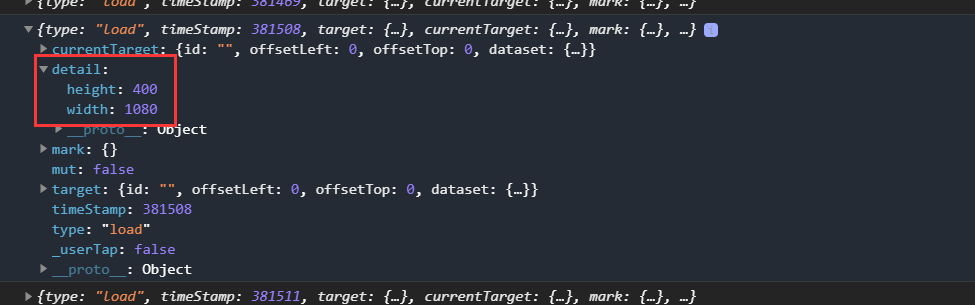 {type: "load", timeStamp: 381469, target: {…}, currentTarget: {…}, mark: {…}, …}
{type: "load", timeStamp: 381508, target: {…}, currentTarget: {…}, mark: {…}, …} i
currentTarget: {id: "", offsetLeft: 0, offsetTop: 0, dataset: {…}}
detail:
height: 400
width: 1080
__proto__: Object
mark: {}
mut: false
target: {id: "", offsetLeft: 0, offsetTop: 0, dataset: {…}}
timeStamp: 381508
type: "load"
_userTap: false
__proto__: Object
{type: "load", timeStamp: 381511, target: {…}, currentTarget: {…}, mark: {…}, …}